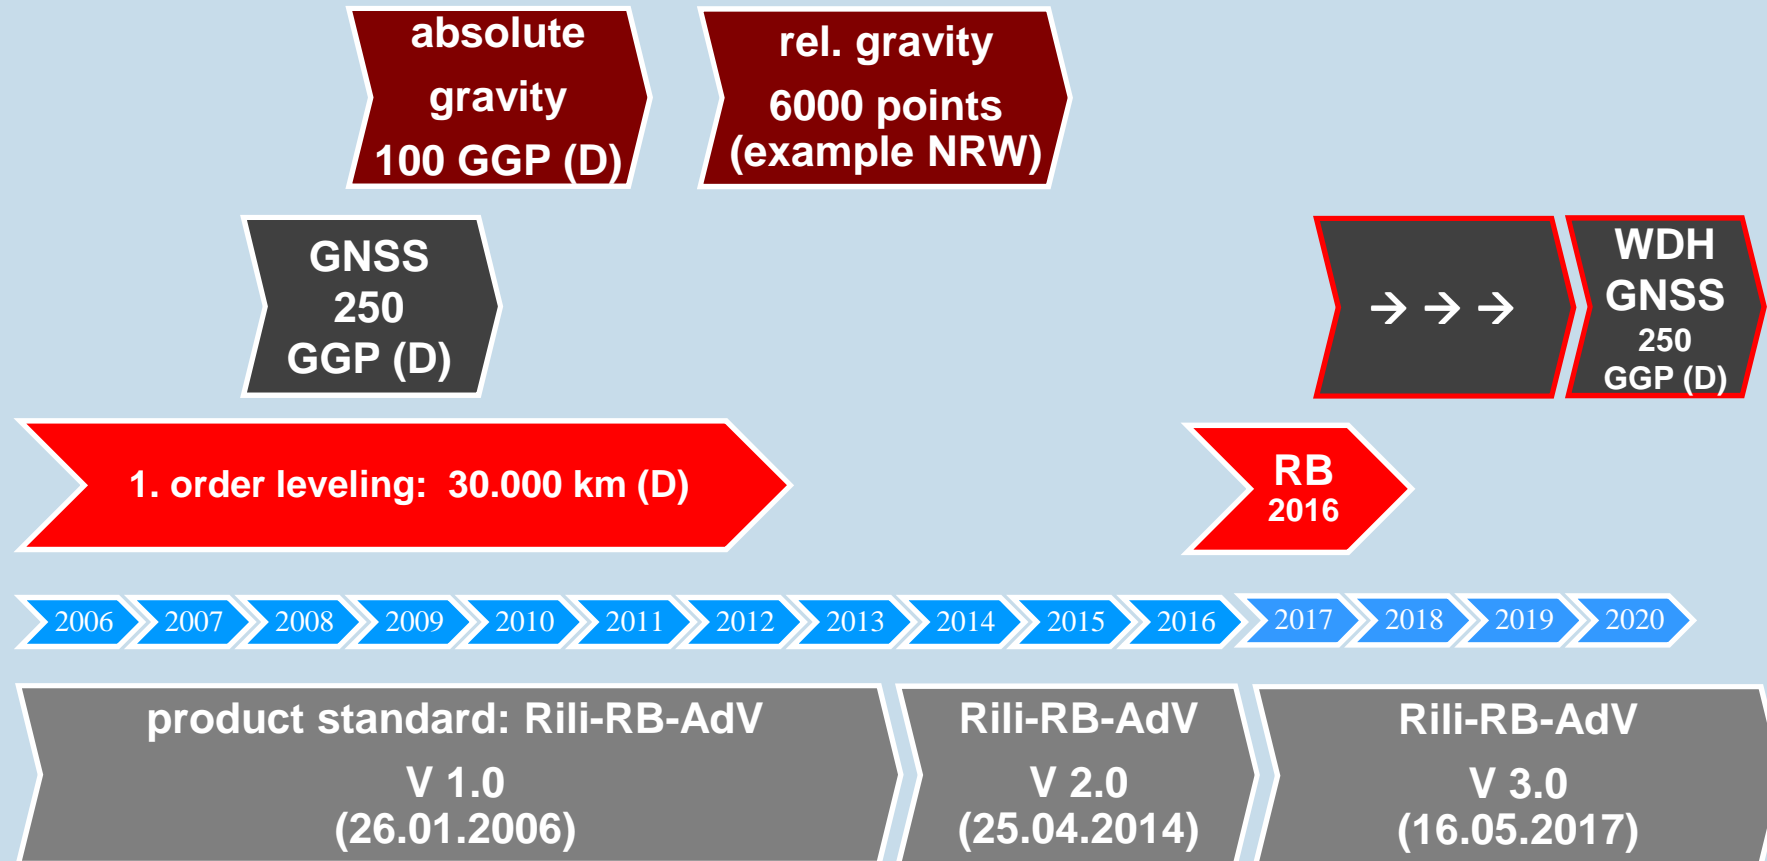 absolute
gravity
100 GGP (D)
rel. gravity
6000 points
(example NRW)
GNSS
250
GGP (D)
→ → →
WDH
GNSS
250
GGP (D)
1. order leveling:  30.000 km (D)
RB
2016
2006 2007 2008 2009 2010 2011 2012 2013 2014 2015 2016 2017 2018 2019 2020
product standard: Rili-RB-AdV
V 1.0
(26.01.2006)
Rili-RB-AdV
V 2.0
(25.04.2014)
Rili-RB-AdV
V 3.0
(16.05.2017)